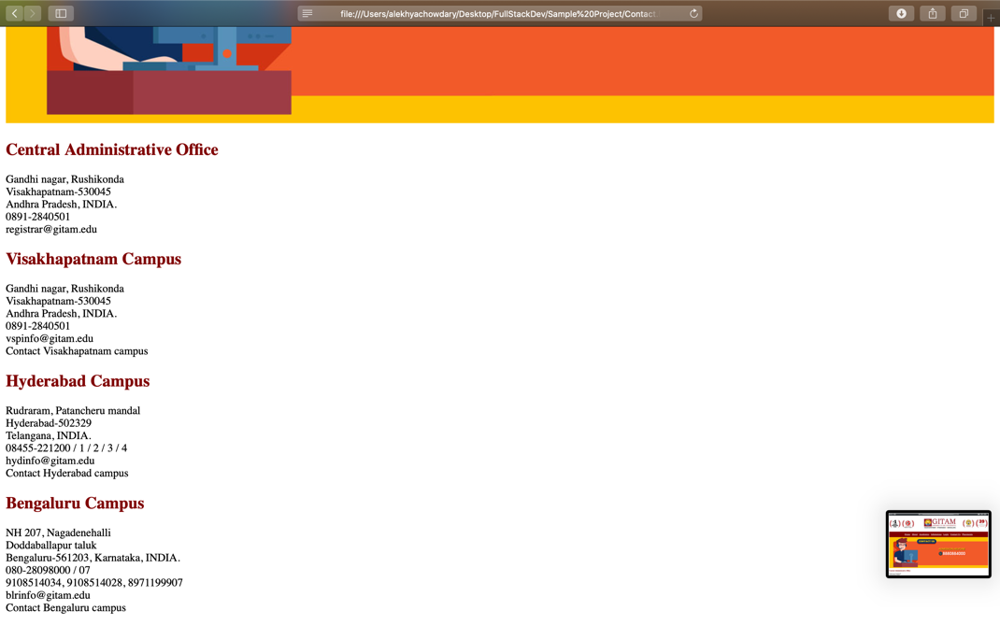 file:///Users/alekhyachowdary/Desktop/FullStackDev/Sample%20Project/Contact
Central Administrative Office
Gandhi nagar, Rushikonda
Visakhapatnam-530045
Andhra Pradesh, INDIA.
0891-2840501
registrar@gitam.edu
Visakhapatnam Campus
Gandhi nagar, Rushikonda
Visakhapatnam-530045
Andhra Pradesh, INDIA.
0891-2840501
vspinfo@gitam.edu
Contact Visakhapatnam campus
Hyderabad Campus
Rudraram, Patancheru mandal
Hyderabad-502329
Telangana, INDIA.
08455-221200 / 1 / 2 / 3 / 4
hydinfo@gitam.edu
Contact Hyderabad campus
Bengaluru Campus
NH 207, Nagadenehalli
Doddaballapur taluk
Bengaluru-561203, Karnataka, INDIA.
080-28098000 / 07
9108514034, 9108514028, 8971199907
blrinfo@gitam.edu
Contact Bengaluru campus
GITAM